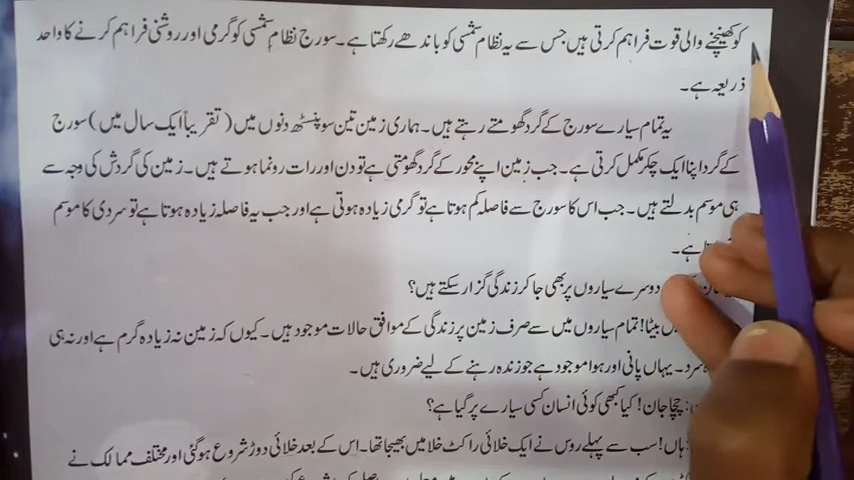 کو کھینچنے والی قوت فراہم کرتی ہیں جس سے یہ نظام شمسی کو باندھے رکھتا ہے۔ سورج نظامِ شمسی کو گرمی اور روشنی فراہم کرنے کا واحد
ذریعہ ہے۔
یہ تمام سیارے سورج کے گرد گھومتے رہتے ہیں۔ ہماری زمین تین سو پنسٹھ دنوں میں (تقریباً ایک سال میں) سورج
کے گرد اپنا ایک چکر مکمل کرتی ہے۔ جب زمین اپنے محور کے گرد گھومتی ہے تو دن اور رات رونما ہوتے ہیں۔ زمین کی گردش کی وجہ سے
ہی موسم بدلتے ہیں۔ جب اس کا سورج سے فاصلہ کم ہوتا ہے تو گرمی زیادہ ہوتی ہے اور جب یہ فاصلہ زیادہ ہوتا ہے تو سردی کا موسم
ہے۔
دوسرے سیاروں پر بھی جا کر زندگی گزار سکتے ہیں؟
بیٹا! تمام سیاروں میں سے صرف زمین پر زندگی کے موافق حالات موجود ہیں۔ کیوں کہ زمین نہ زیادہ گرم ہے اور نہ ہی
سرد۔ یہاں پانی اور ہوا موجود ہے جو زندہ رہنے کے لیے ضروری ہیں۔
چچا جان! کیا کبھی کوئی انسان کسی سیارے پر گیا ہے؟
ہاں! سب سے پہلے روس نے ایک خلائی راکٹ خلا میں بھیجا تھا۔ اس کے بعد خلائی دوڑ شروع ہو گئی اور مختلف ممالک نے